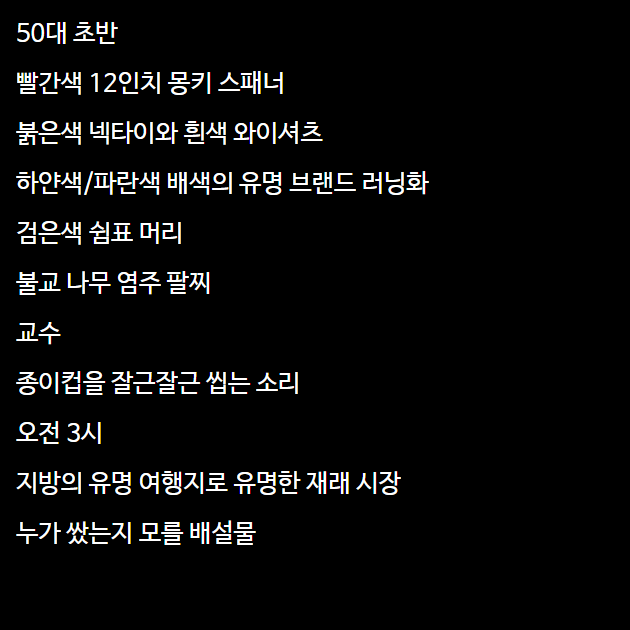 50대 초반
빨간색 12인치 몽키 스패너
붉은색 넥타이와 흰색 와이셔츠
하얀색/파란색 배색의 유명 브랜드 러닝화
검은색 쉼표 머리
불교 나무 염주 팔찌
교수
종이컵을 잘근잘근 씹는 소리
오전 3시
지방의 유명 여행지로 유명한 재래 시장
누가 쌌는지 모를 배설물